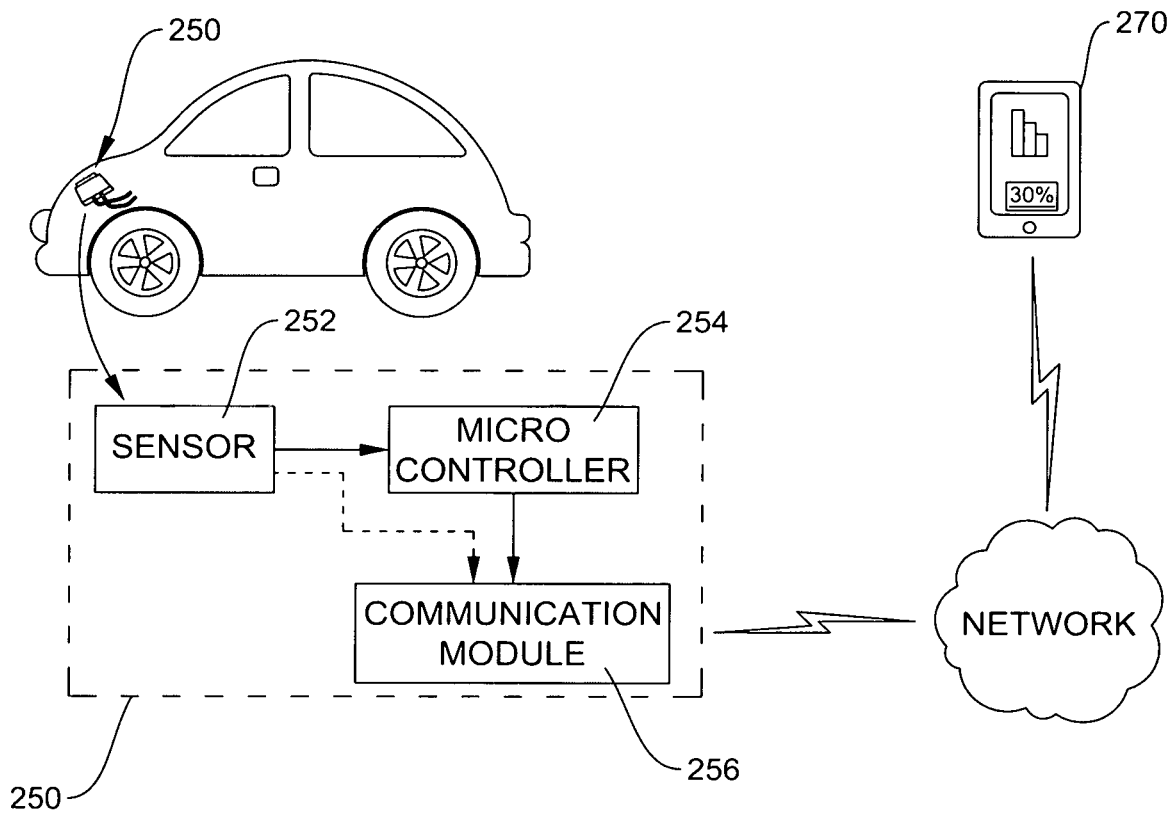 250
270
30%
252
254
SENSOR
MICRO
CONTROLLER
COMMUNICATION
MODULE
NETWORK
256
250